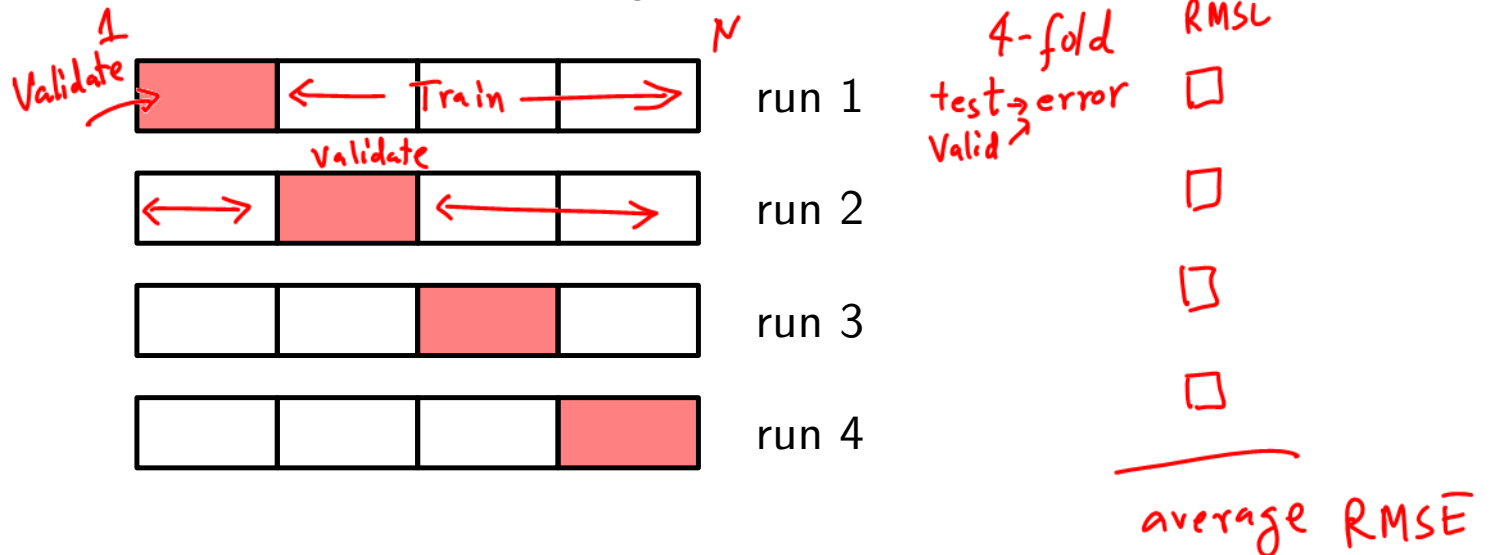 1
N
4-fold
RMSE
Validate
Train
run 1
test → error
Valid
validate
run 2
run 3
run 4
average RMSE